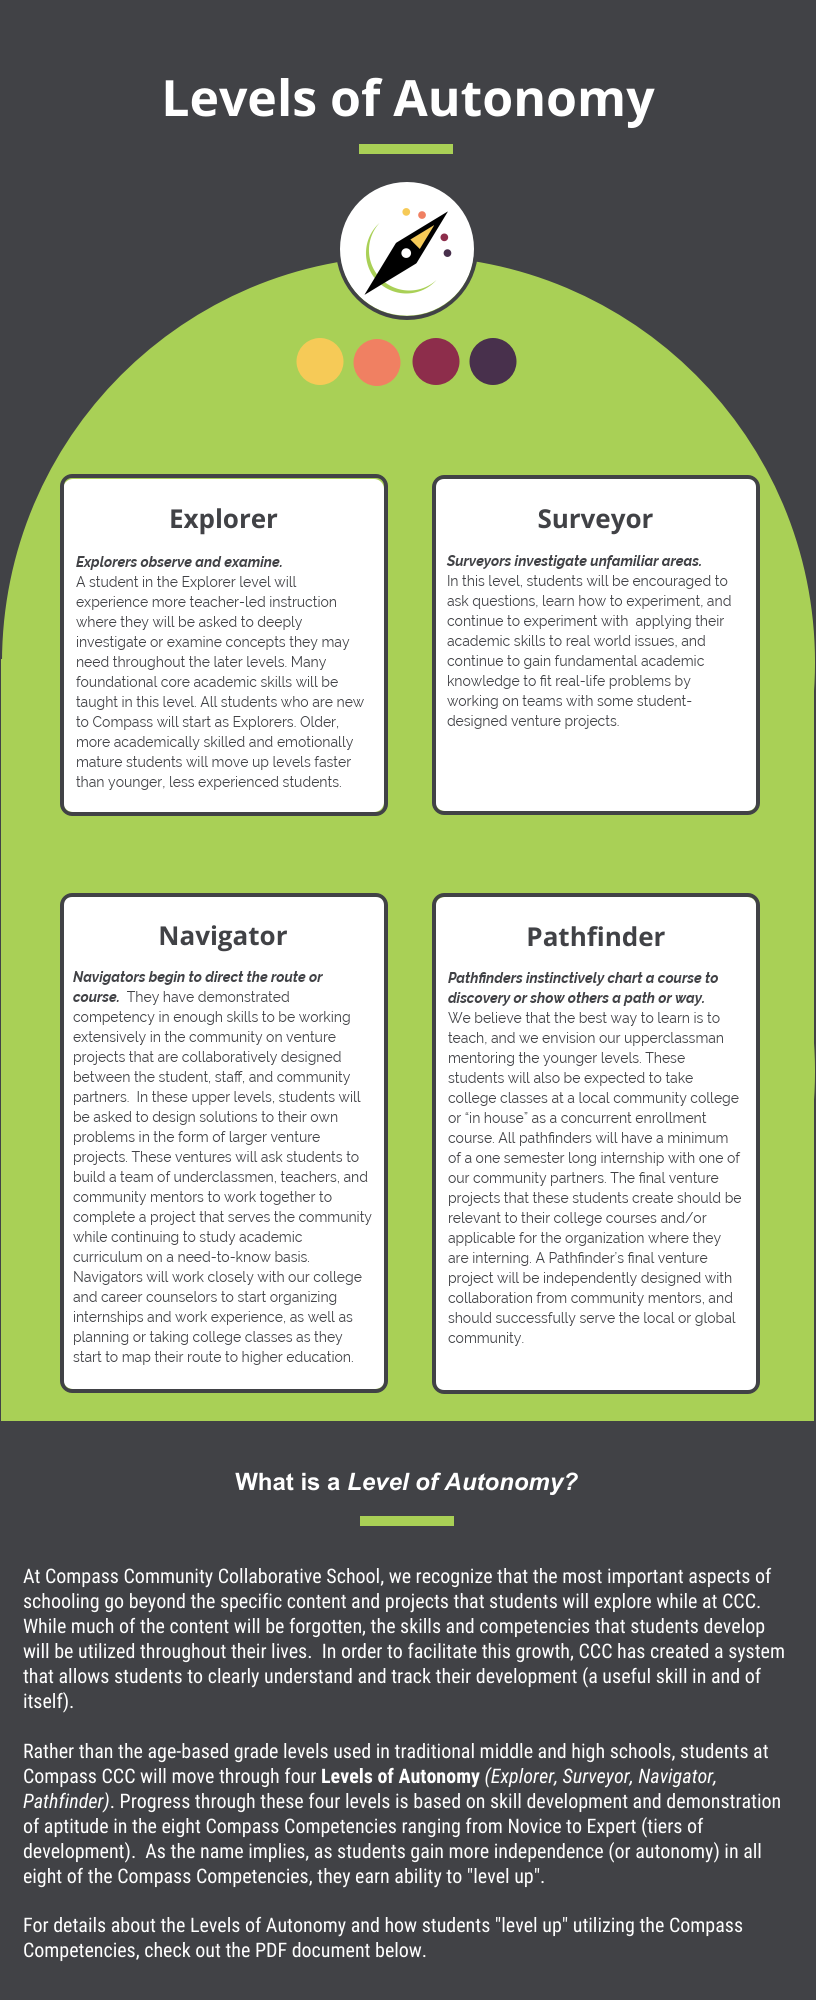 Levels of Autonomy
Explorer
Explorers observe and examine.
A student in the Explorer level will
experience more teacher-led instruction
where they will be asked to deeply
investigate or examine concepts they may
need throughout the later levels. Many
foundational core academic skills will be
taught in this level. All students who are new
to Compass will start as Explorers. Older,
more academically skilled and emotionally
mature students will move up levels faster
than younger, less experienced students.
Surveyor
Surveyors investigate unfamiliar areas.
In this level, students will be encouraged to
ask questions, learn how to experiment, and
continue to experiment with  applying their
academic skills to real world issues, and
continue to gain fundamental academic
knowledge to fit real-life problems by
working on teams with some student-
designed venture projects.
Navigator
Navigators begin to direct the route or
course.  They have demonstrated
competency in enough skills to be working
extensively in the community on venture
projects that are collaboratively designed
between the student, staff, and community
partners.  In these upper levels, students will
be asked to design solutions to their own
problems in the form of larger venture
projects. These ventures will ask students to
build a team of underclassmen, teachers, and
community mentors to work together to
complete a project that serves the community
while continuing to study academic
curriculum on a need-to-know basis.
Navigators will work closely with our college
and career counselors to start organizing
internships and work experience, as well as
planning or taking college classes as they
start to map their route to higher education.
Pathfinder
Pathfinders instinctively chart a course to
discovery or show others a path or way.
We believe that the best way to learn is to
teach, and we envision our upperclassman
mentoring the younger levels. These
students will also be expected to take
college classes at a local community college
or “in house” as a concurrent enrollment
course. All pathfinders will have a minimum
of a one semester long internship with one of
our community partners. The final venture
projects that these students create should be
relevant to their college courses and/or
applicable for the organization where they
are interning. A Pathfinder's final venture
project will be independently designed with
collaboration from community mentors, and
should successfully serve the local or global
community.
What is a Level of Autonomy?
At Compass Community Collaborative School, we recognize that the most important aspects of
schooling go beyond the specific content and projects that students will explore while at CCC.
While much of the content will be forgotten, the skills and competencies that students develop
will be utilized throughout their lives.  In order to facilitate this growth, CCC has created a system
that allows students to clearly understand and track their development (a useful skill in and of
itself).
Rather than the age-based grade levels used in traditional middle and high schools, students at
Compass CCC will move through four Levels of Autonomy (Explorer, Surveyor, Navigator,
Pathfinder). Progress through these four levels is based on skill development and demonstration
of aptitude in the eight Compass Competencies ranging from Novice to Expert (tiers of
development).  As the name implies, as students gain more independence (or autonomy) in all
eight of the Compass Competencies, they earn ability to "level up".
For details about the Levels of Autonomy and how students "level up" utilizing the Compass
Competencies, check out the PDF document below.